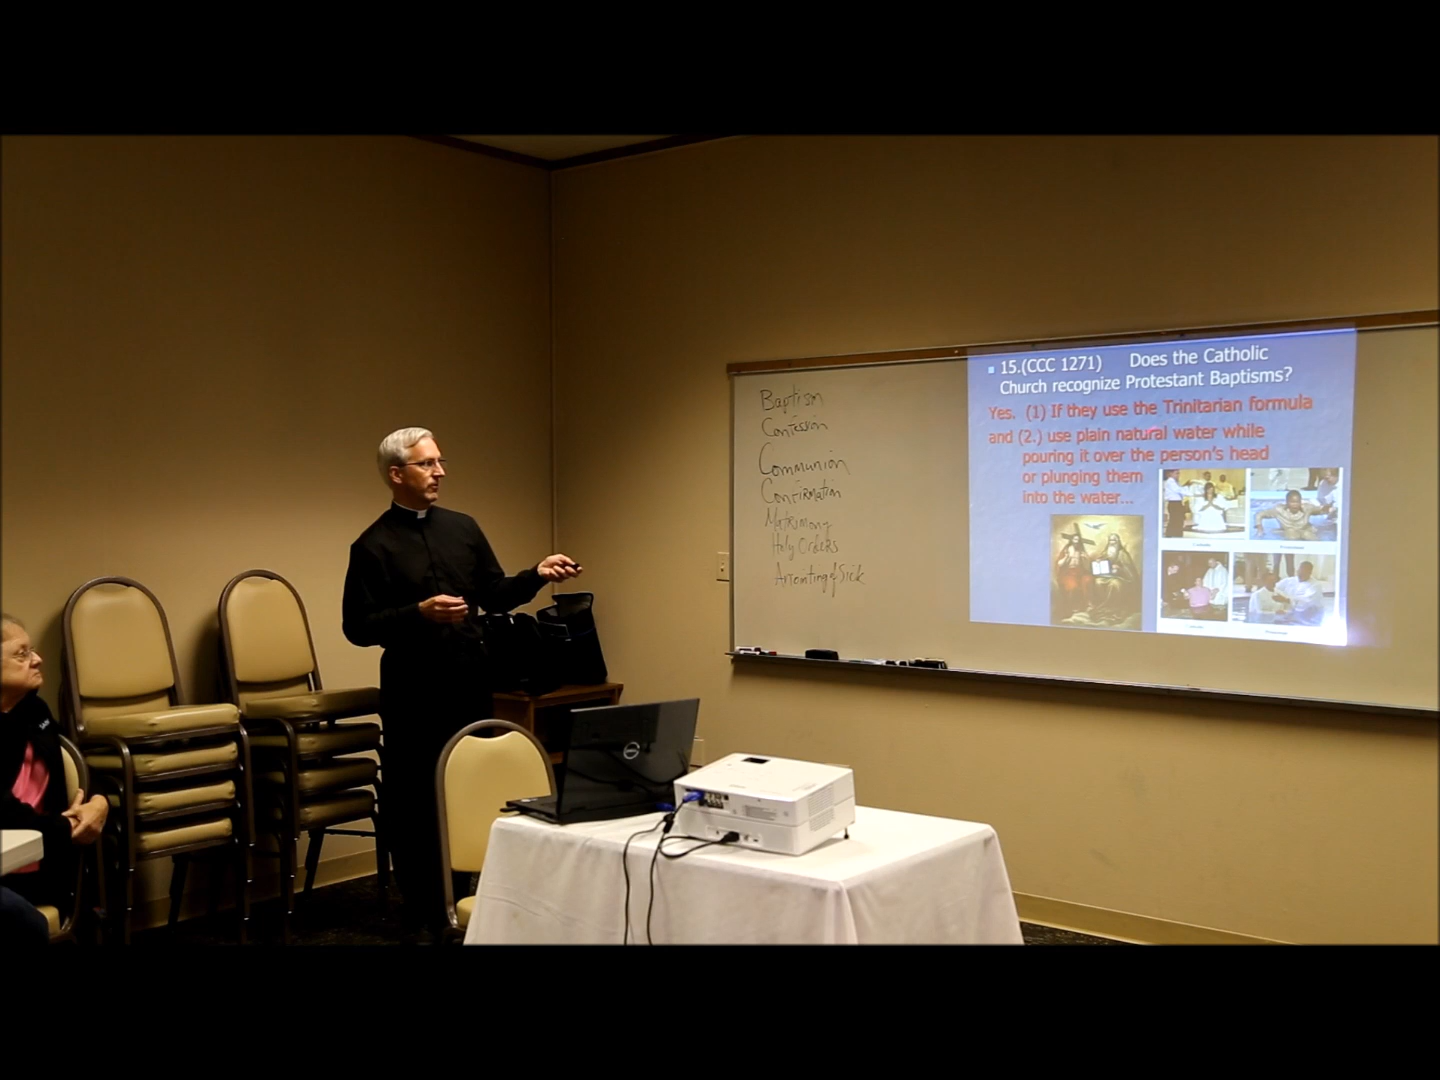 Baptism
Confession
Communion
Confirmation
Matrimony
Holy Orders
Anointing of Sick
15.(CCC 1271) Does the Catholic
Church recognize Protestant Baptisms?
Yes. (1) If they use the Trinitarian formula
and (2.) use plain natural water while
pouring it over the person's head
or plunging them
into the water...
DELL